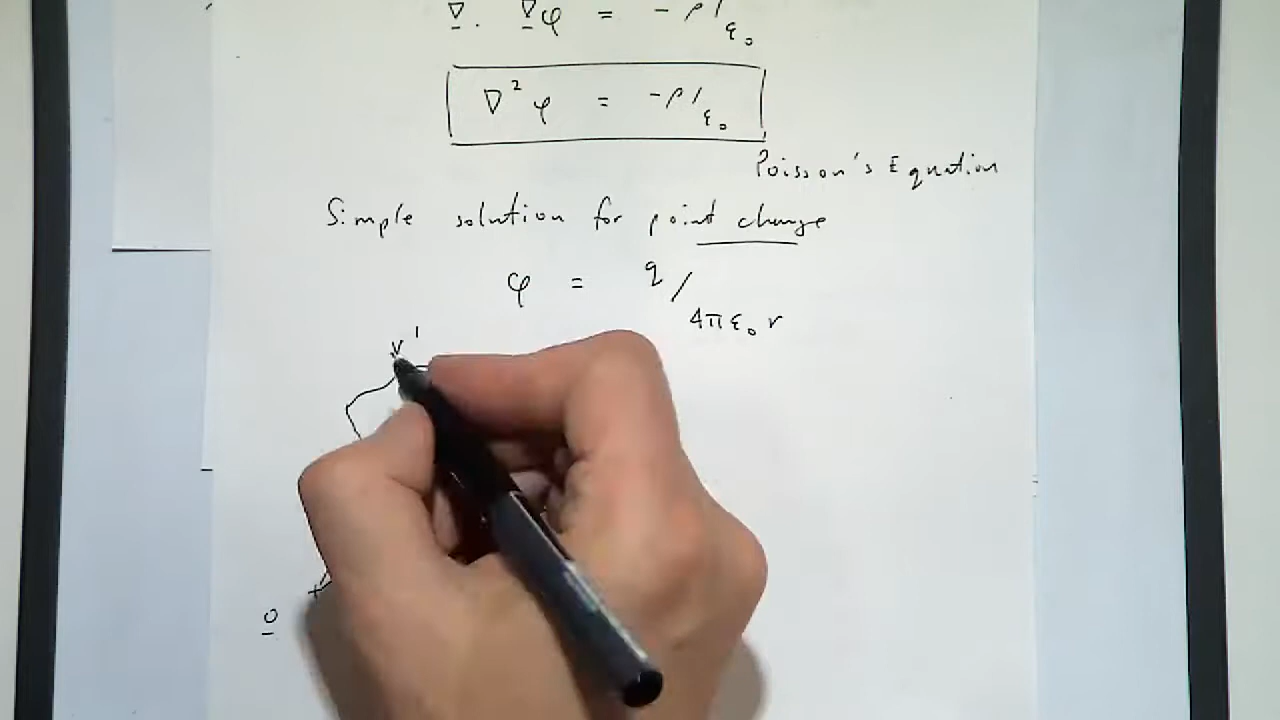 ∇. ∇φ = -ρ/ε₀
∇²φ = -ρ/ε₀
Poisson's Equation
Simple solution for point charge
φ = q/4πε₀r
V'
0